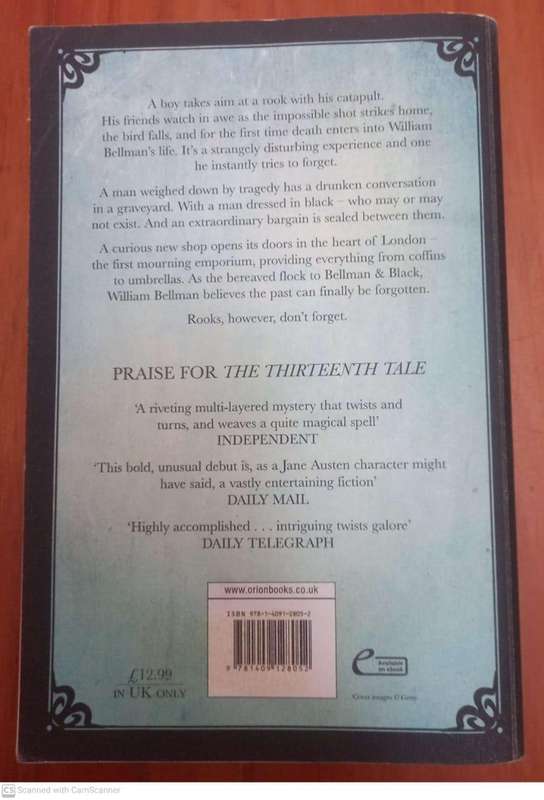 A boy takes aim at a rook with his catapult.
His friends watch in awe as the impossible shot strikes home,
the bird falls, and for the first time death enters into William
Bellman's life. It's a strangely disturbing experience and one
he instantly tries to forget.
A man weighed down by tragedy has a drunken conversation
in a graveyard. With a man dressed in black – who may or may
not exist. And an extraordinary bargain is sealed between them.
A curious new shop opens its doors in the heart of London –
the first mourning emporium, providing everything from coffins
to umbrellas. As the bereaved flock to Bellman & Black,
William Bellman believes the past can finally be forgotten.
Rooks, however, don't forget.
PRAISE FOR THE THIRTEENTH TALE
'A riveting multi-layered mystery that twists and
turns, and weaves a quite magical spell'
INDEPENDENT
'This bold, unusual debut is, as a Jane Austen character might
have said, a vastly entertaining fiction'
DAILY MAIL
'Highly accomplished . . . intriguing twists galore'
DAILY TELEGRAPH
www.orionbooks.co.uk
ISBN 978-1-4091-2805-2
9 781409 128052
£12.99
IN UK ONLY
e
Available
as ebook
Cover images © Getty
CS Scanned with CamScanner